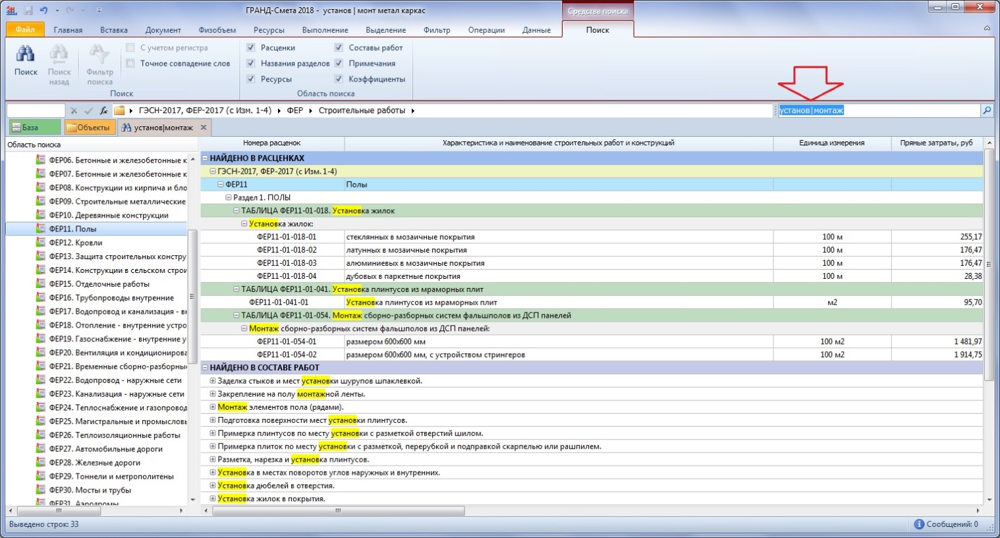 ГРАНД-Смета 2018 - установ | монт метал каркас
Средства поиска
Файл Главная Вставка Документ Физобъем Ресурсы Выполнение Выделение Фильтр Операции Данные Поиск
Поиск
Поиск назад
Фильтр поиска
С учетом регистра
Точное совпадение слов
Поиск
Расценки
Названия разделов
Ресурсы
Составы работ
Примечания
Коэффициенты
Область поиска
fx ГЭСН-2017, ФЕР-2017 (с Изм. 1-4) ФЕР Строительные работы
установ|монтаж
База Объекты установ|монтаж
Область поиска
ФЕР06. Бетонные и железобетонные к
ФЕР07. Бетонные и железобетонные к
ФЕР08. Конструкции из кирпича и бло
ФЕР09. Строительные металлические
ФЕР10. Деревянные конструкции
ФЕР11. Полы
ФЕР12. Кровли
ФЕР13. Защита строительных констру
ФЕР14. Конструкции в сельском строи
ФЕР15. Отделочные работы
ФЕР16. Трубопроводы внутренние
ФЕР17. Водопровод и канализация - вн
ФЕР18. Отопление - внутренние устро
ФЕР19. Газоснабжение - внутренние у
ФЕР20. Вентиляция и кондиционирова
ФЕР21. Временные сборно-разборные
ФЕР22. Водопровод - наружные сети
ФЕР23. Канализация - наружные сети
ФЕР24. Теплоснабжение и газопровод
ФЕР25. Магистральные и промысловы
ФЕР26. Теплоизоляционные работы
ФЕР27. Автомобильные дороги
ФЕР28. Железные дороги
ФЕР29. Тоннели и метрополитены
ФЕР30. Мосты и трубы
ФЕР31. Аэродромы
Номера расценок Характеристика и наименование строительных работ и конструкций Единица измерения Прямые затраты, руб
НАЙДЕНО В РАСЦЕНКАХ
ГЭСН-2017, ФЕР-2017 (с Изм. 1-4)
ФЕР11 Полы
Раздел 1. ПОЛЫ
ТАБЛИЦА ФЕР11-01-018. Установка жилок
Установка жилок:
ФЕР11-01-018-01 стеклянных в мозаичные покрытия 100 м 255,17
ФЕР11-01-018-02 латунных в мозаичные покрытия 100 м 176,47
ФЕР11-01-018-03 алюминиевых в мозаичные покрытия 100 м 176,47
ФЕР11-01-018-04 дубовых в паркетные покрытия 100 м 28,38
ТАБЛИЦА ФЕР11-01-041. Установка плинтусов из мраморных плит
ФЕР11-01-041-01 Установка плинтусов из мраморных плит м2 95,70
ТАБЛИЦА ФЕР11-01-054. Монтаж сборно-разборных систем фальшполов из ДСП панелей
Монтаж сборно-разборных систем фальшполов из ДСП панелей:
ФЕР11-01-054-01 размером 600х600 мм 100 м2 1 481,97
ФЕР11-01-054-02 размером 600х600 мм, с устройством стрингеров 100 м2 1 914,75
НАЙДЕНО В СОСТАВЕ РАБОТ
Заделка стыков и мест установки шурупов шпаклевкой.
Закрепление на полу монтажной ленты.
Монтаж элементов пола (рядами).
Подготовка поверхности мест установки плинтусов.
Примерка плинтусов по месту установки с разметкой отверстий шилом.
Примерка плиток по месту установки с разметкой, перерубкой и подправкой скарпелью или рашпилем.
Разметка, нарезка и установка плинтусов.
Установка в местах поворотов углов наружных и внутренних.
Установка дюбелей в отверстия.
Установка жилок в покрытия.
Выведено строк: 33
Сообщений: 0